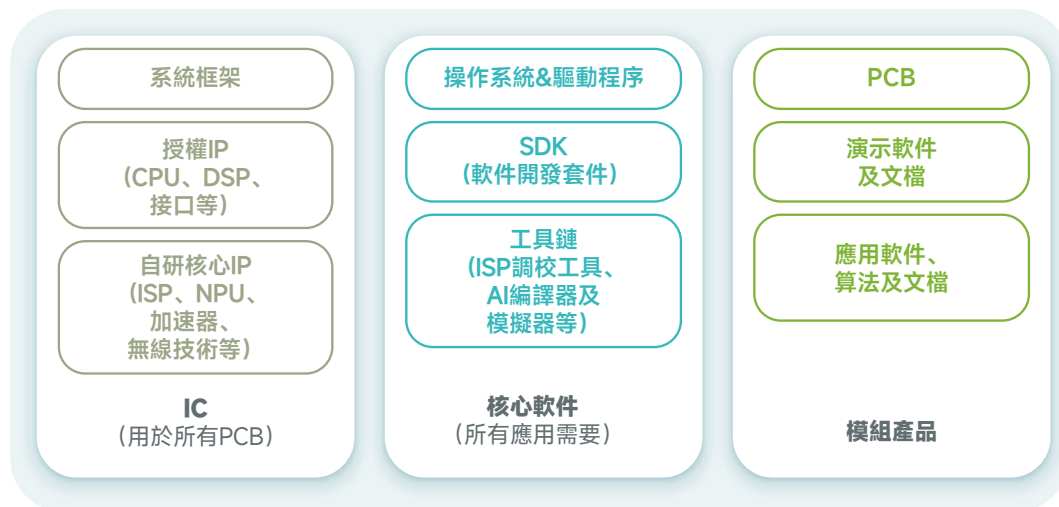 系統框架
授權IP
（CPU、DSP、
接口等）
自研核心IP
（ISP、NPU、
加速器、
無線技術等）
IC
（用於所有PCB）
操作系統&驅動程序
SDK
（軟件開發套件）
工具鏈
（ISP調校工具、
AI編譯器及
模擬器等）
核心軟件
（所有應用需要）
PCB
演示軟件
及文檔
應用軟件、
算法及文檔
模組產品